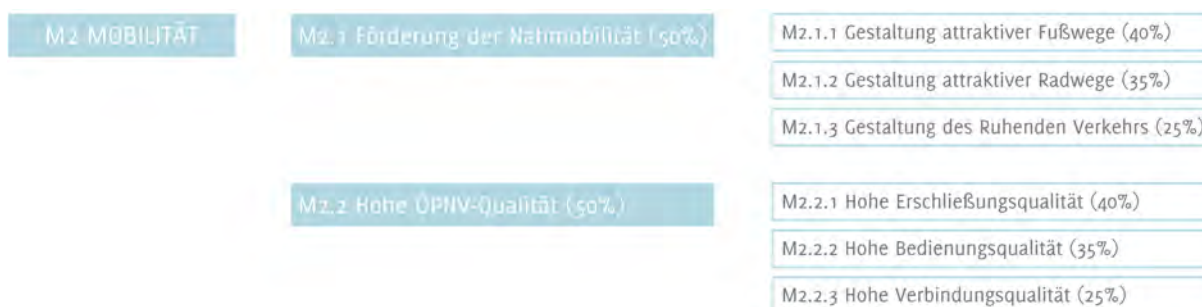 M2 MOBILITÄT
M2.1 Förderung der Nahmobilität (50%)
M2.1.1 Gestaltung attraktiver Fußwege (40%)
M2.1.2 Gestaltung attraktiver Radwege (35%)
M2.1.3 Gestaltung des Ruhenden Verkehrs (25%)
M2.2 Hohe ÖPNV-Qualität (50%)
M2.2.1 Hohe Erschließungsqualität (40%)
M2.2.2 Hohe Bedienungsqualität (35%)
M2.2.3 Hohe Verbindungsqualität (25%)